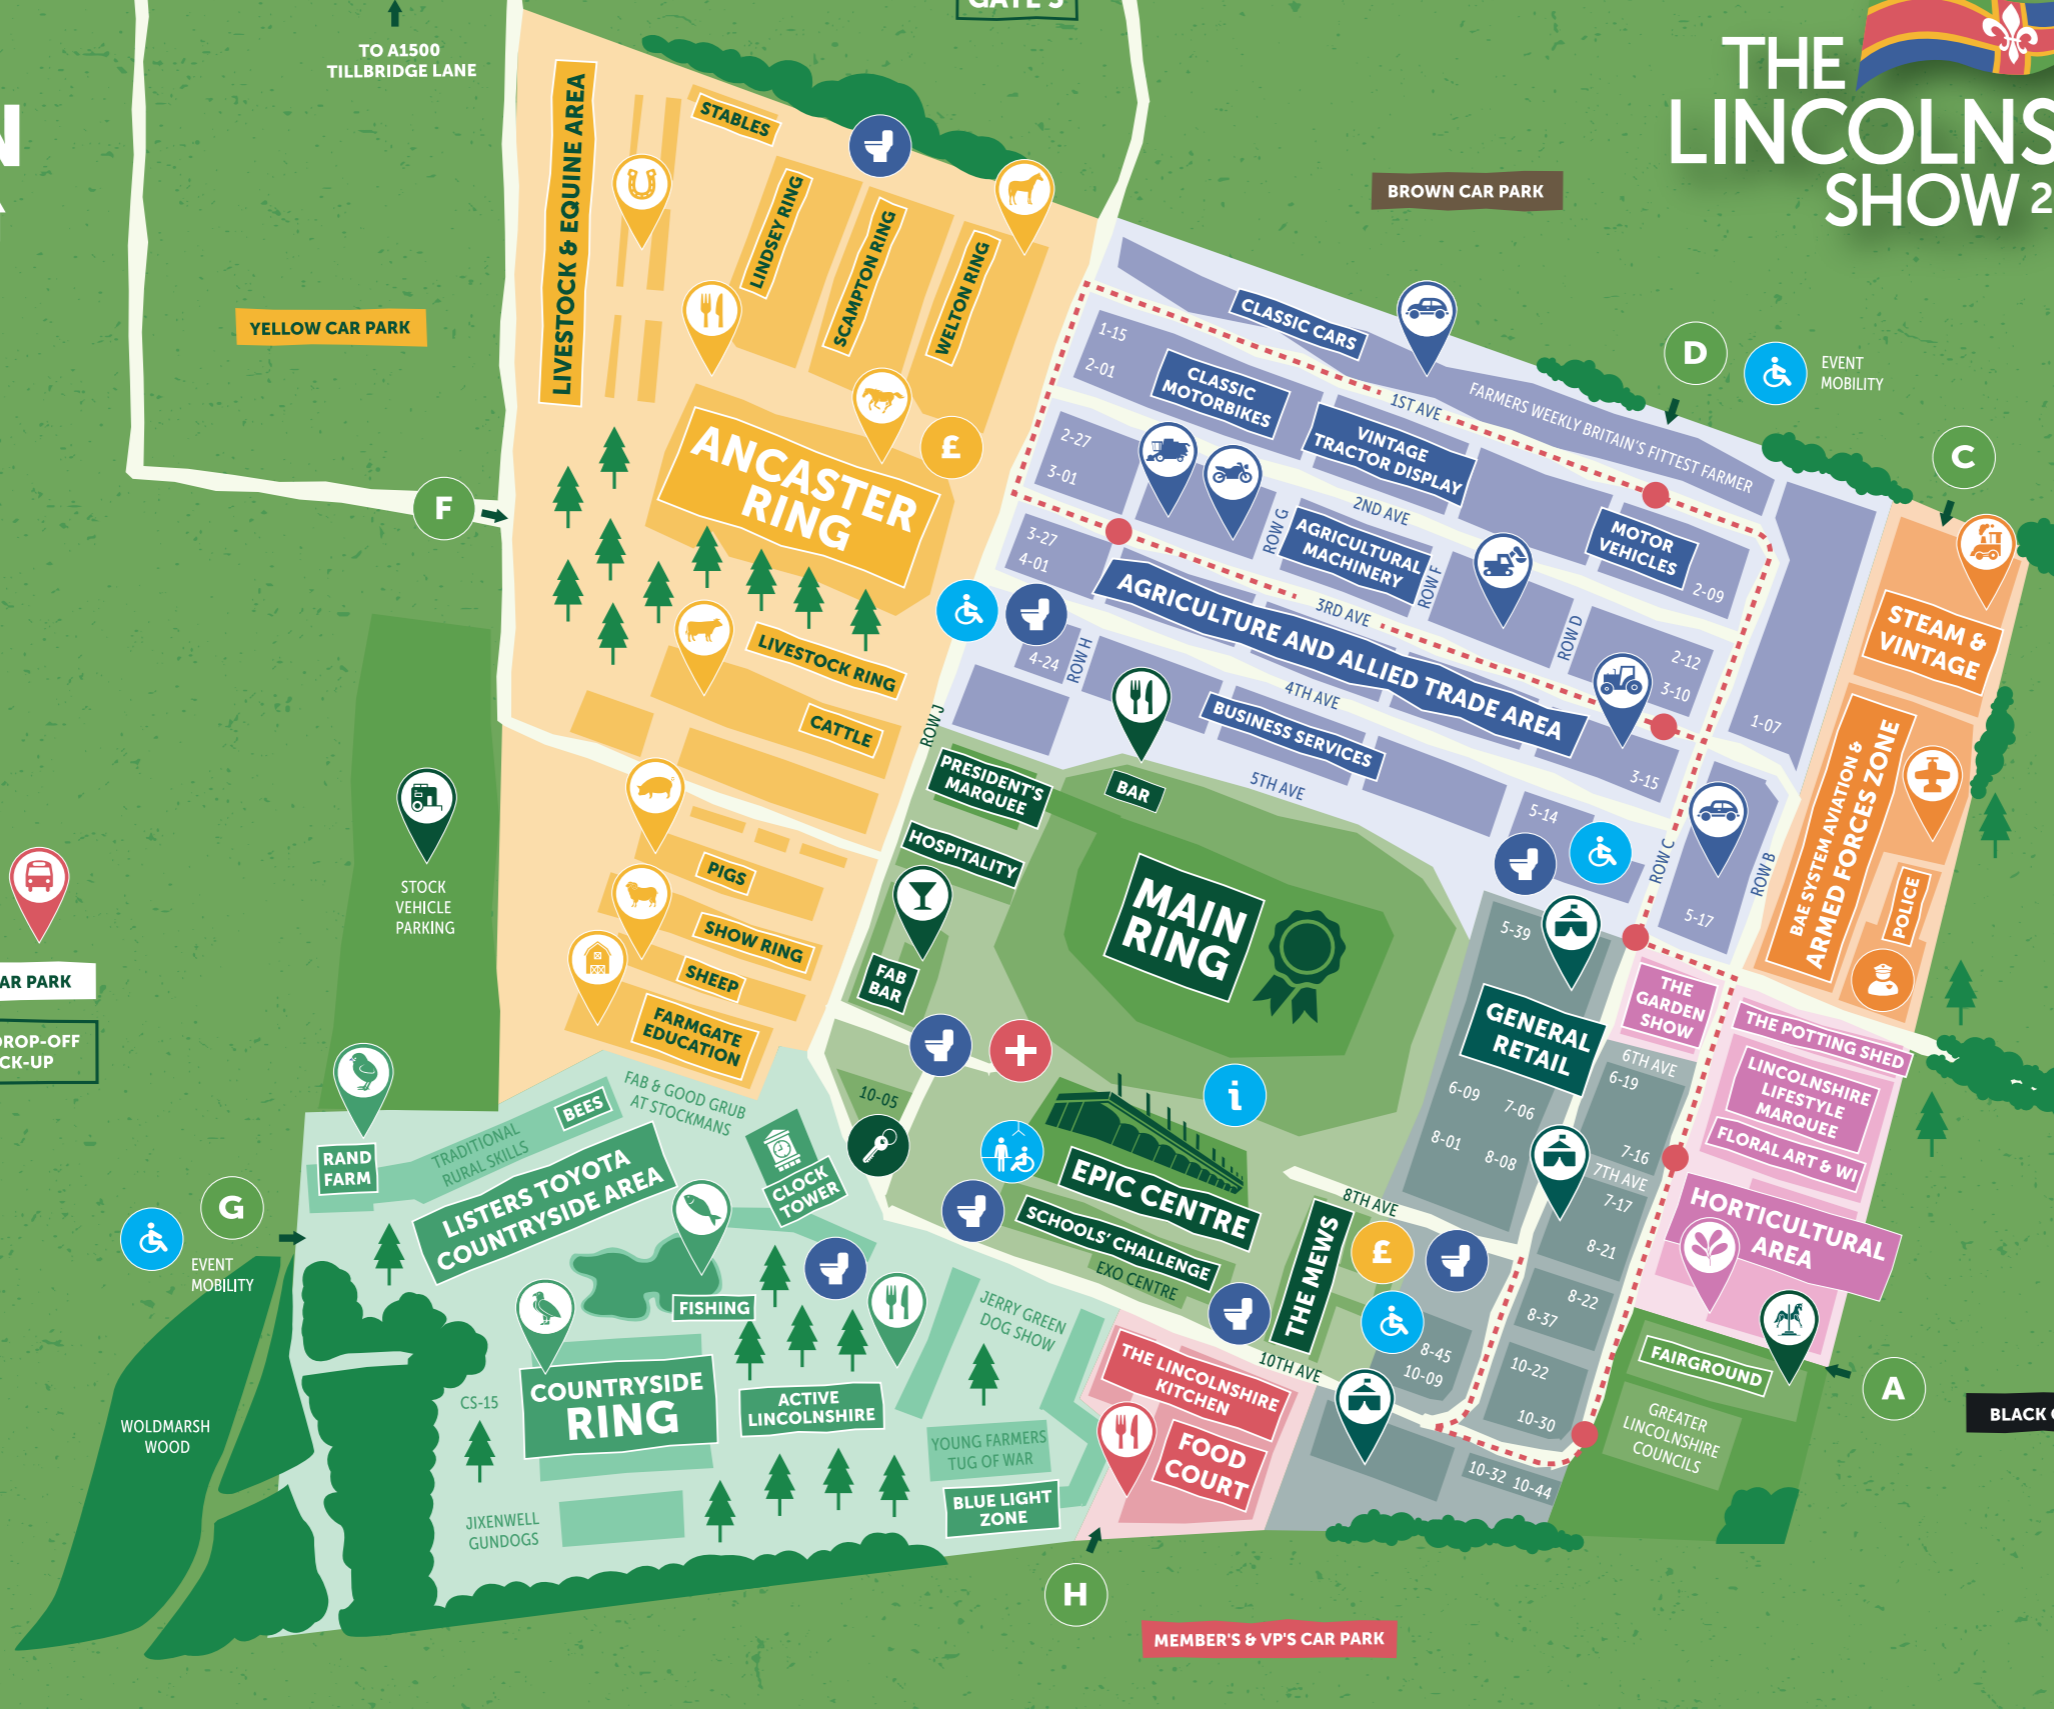 GATE 5
TO A1500
TILLBRIDGE LANE
THE
LINCOLNS
SHOW 2
N
BROWN CAR PARK
YELLOW CAR PARK
LIVESTOCK & EQUINE AREA
STABLES
LINDSEY RING
SCAMPTON RING
WELTON RING
ANCASTER
RING
£
F
LIVESTOCK RING
CATTLE
PIGS
SHOW RING
SHEEP
FARMGATE
EDUCATION
STOCK
VEHICLE
PARKING
AR PARK
DROP-OFF
CK-UP
CLASSIC CARS
1-15
2-01
CLASSIC
MOTORBIKES
1ST AVE
FARMERS WEEKLY BRITAIN'S FITTEST FARMER
D
EVENT
MOBILITY
C
VINTAGE
TRACTOR DISPLAY
2-27
3-01
2ND AVE
ROW G
AGRICULTURAL
MACHINERY
ROW F
MOTOR
VEHICLES
2-09
3-27
4-01
AGRICULTURE AND ALLIED TRADE AREA
3RD AVE
ROW D
2-12
3-10
4-24
ROW H
4TH AVE
BUSINESS SERVICES
5TH AVE
ROW J
3-15
1-07
5-14
ROW C
ROW B
5-17
STEAM &
VINTAGE
BAE SYSTEM AVIATION &
ARMED FORCES ZONE
POLICE
PRESIDENT'S
MARQUEE
BAR
HOSPITALITY
FAB
BAR
MAIN
RING
5-39
GENERAL
RETAIL
THE
GARDEN
SHOW
THE POTTING SHED
LINCOLNSHIRE
LIFESTYLE
MARQUEE
FLORAL ART & WI
HORTICULTURAL
AREA
6TH AVE
6-19
6-09
7-06
8-01
8-08
7-16
7TH AVE
7-17
8-21
8-22
8-37
10-22
10-30
10-32
10-44
10-05
i
EPIC CENTRE
SCHOOLS' CHALLENGE
EXO CENTRE
THE MEWS
8TH AVE
£
8-45
10-09
10TH AVE
FAIRGROUND
GREATER
LINCOLNSHIRE
COUNCILS
A
BLACK
RAND
FARM
TRADITIONAL
RURAL SKILLS
BEES
FAB & GOOD GRUB
AT STOCKMANS
LISTERS TOYOTA
COUNTRYSIDE AREA
CLOCK
TOWER
G
EVENT
MOBILITY
WOLDMARSH
WOOD
FISHING
COUNTRYSIDE
RING
CS-15
JIXENWELL
GUNDOGS
ACTIVE
LINCOLNSHIRE
JERRY GREEN
DOG SHOW
YOUNG FARMERS
TUG OF WAR
BLUE LIGHT
ZONE
THE LINCOLNSHIRE
KITCHEN
FOOD
COURT
H
MEMBER'S & VP'S CAR PARK